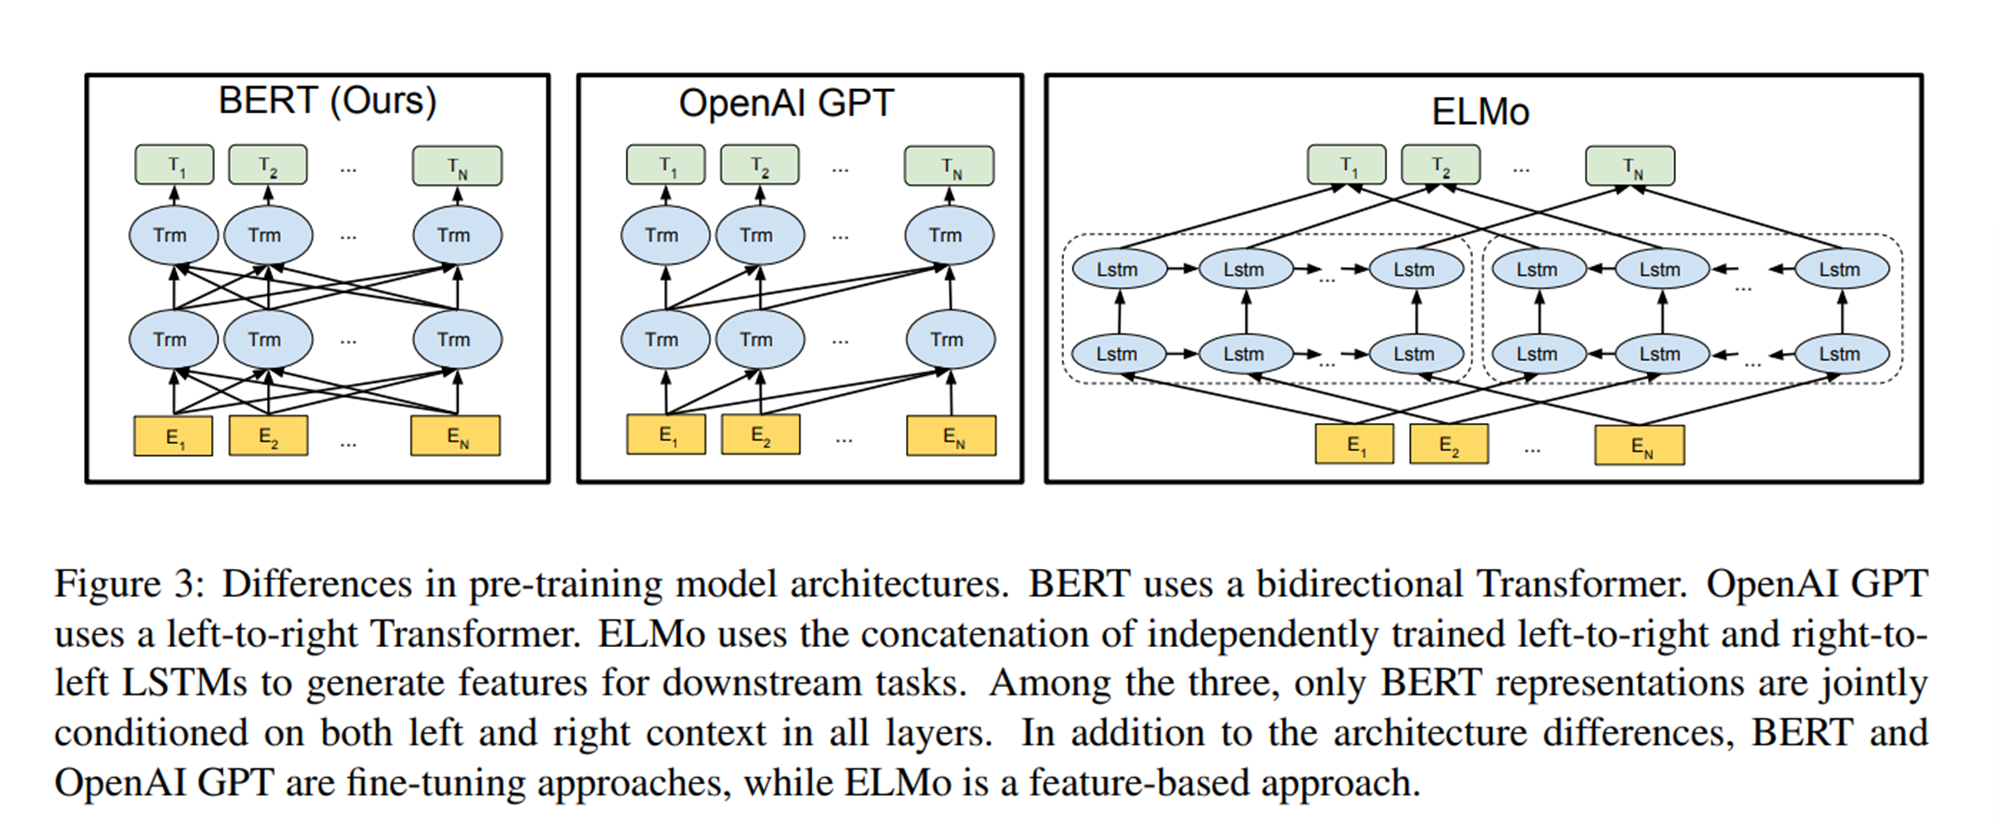 BERT (Ours)
T1 T2 ... TN
Trm Trm ... Trm
Trm Trm ... Trm
E1 E2 ... EN
OpenAI GPT
T1 T2 ... TN
Trm Trm ... Trm
Trm Trm ... Trm
E1 E2 ... EN
ELMo
T1 T2 ... TN
Lstm Lstm ... Lstm Lstm Lstm ... Lstm
Lstm Lstm ... Lstm Lstm Lstm ... Lstm
E1 E2 ... EN
Figure 3: Differences in pre-training model architectures. BERT uses a bidirectional Transformer. OpenAI GPT
uses a left-to-right Transformer. ELMo uses the concatenation of independently trained left-to-right and right-to-
left LSTMs to generate features for downstream tasks. Among the three, only BERT representations are jointly
conditioned on both left and right context in all layers. In addition to the architecture differences, BERT and
OpenAI GPT are fine-tuning approaches, while ELMo is a feature-based approach.